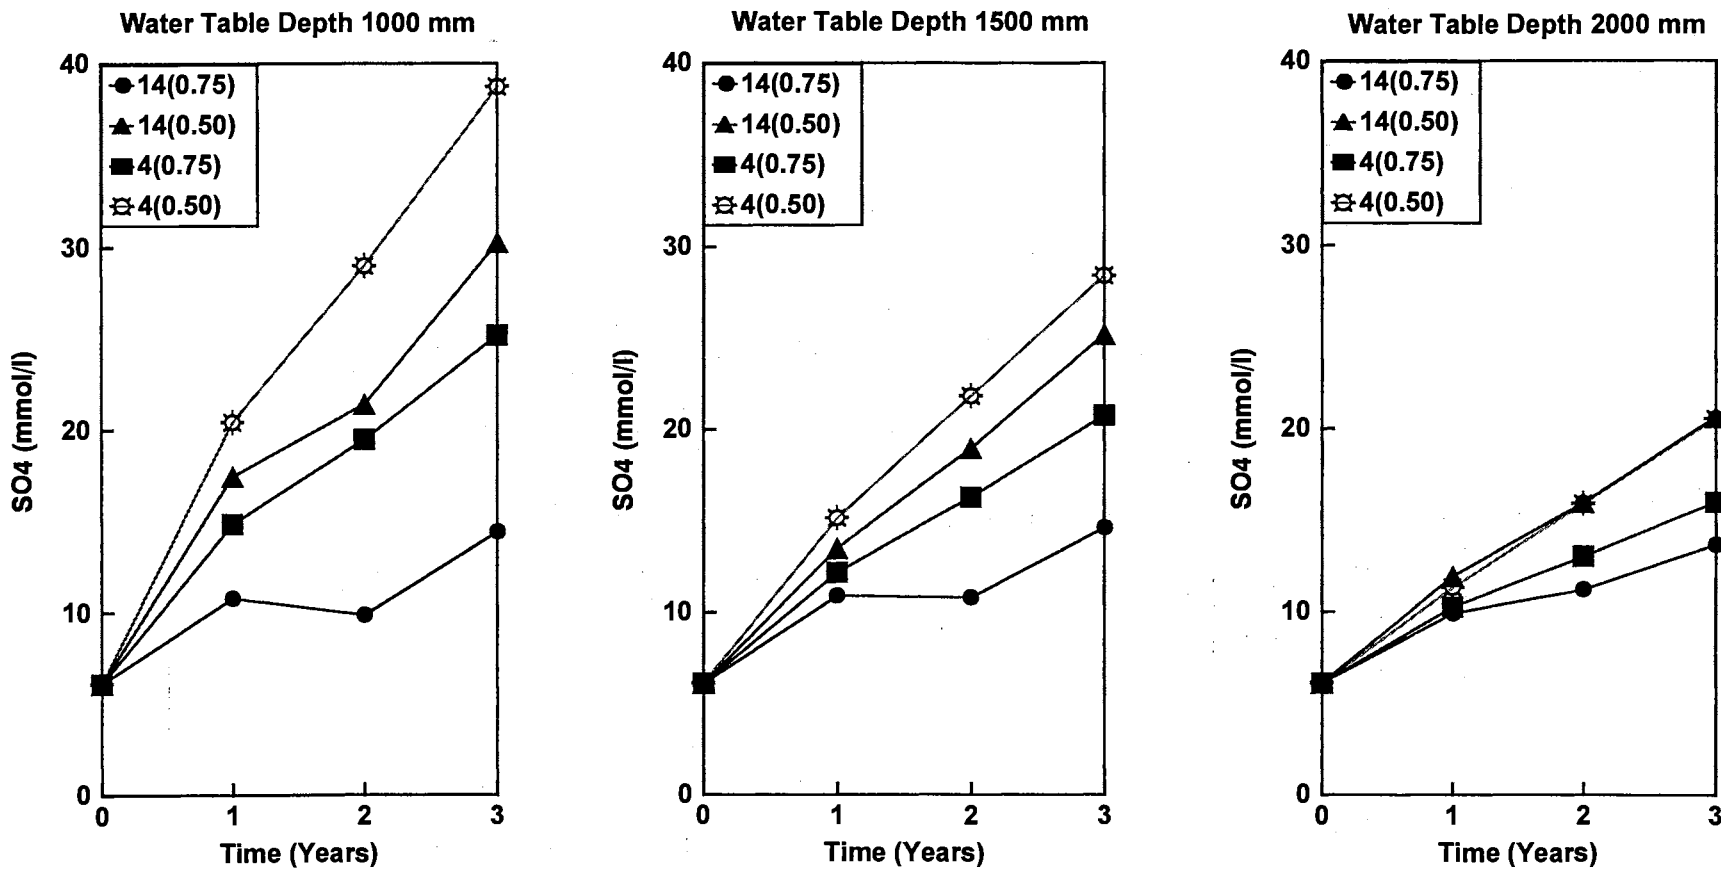 Water Table Depth 1000 mm
40
30
20
10
0
14(0.75)
14(0.50)
4(0.75)
4(0.50)
SO4 (mmol/l)
0 1 2 3
Time (Years)
Water Table Depth 1500 mm
40
30
20
10
0
14(0.75)
14(0.50)
4(0.75)
4(0.50)
SO4 (mmol/l)
0 1 2 3
Time (Years)
Water Table Depth 2000 mm
40
30
20
10
0
14(0.75)
14(0.50)
4(0.75)
4(0.50)
SO4 (mmol/l)
0 1 2 3
Time (Years)